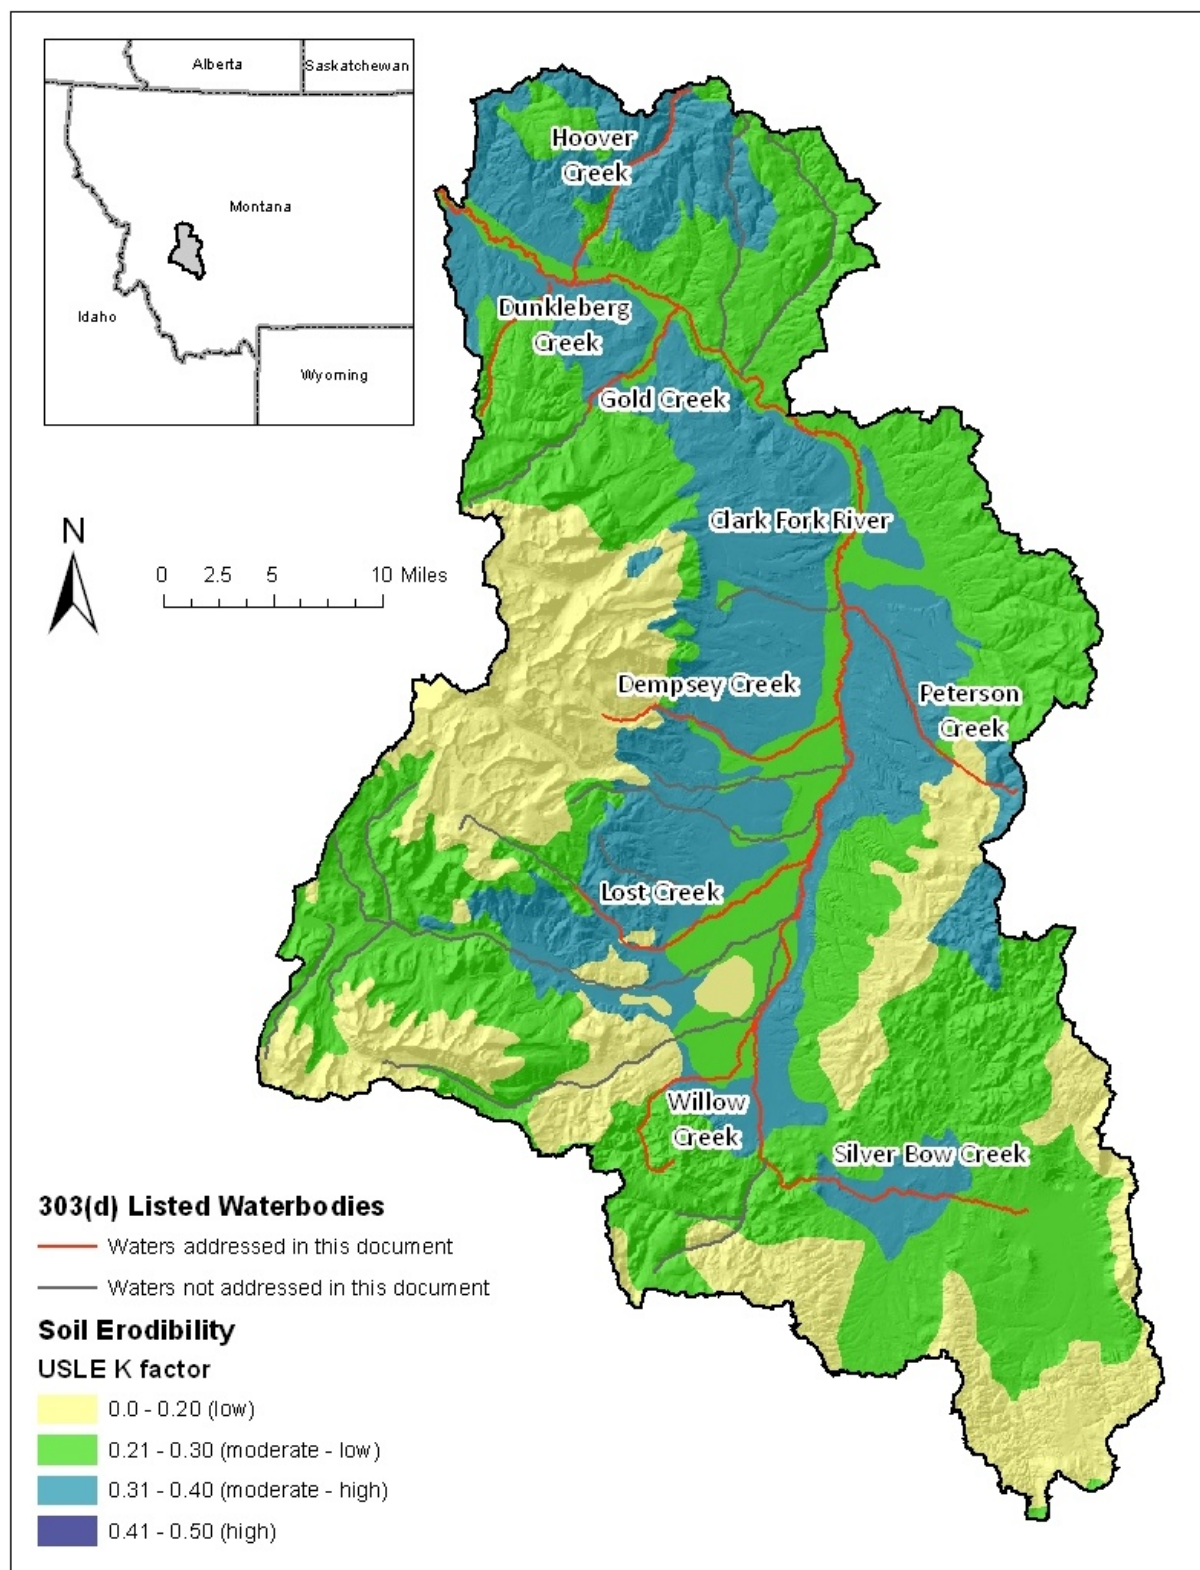 Alberta
Saskatchewan
Montana
Idaho
Wyoming
N
0 2.5 5 10 Miles
Hoover
Creek
Dunkleberg
Creek
Gold Creek
Clark Fork River
Dempsey Creek
Peterson
Creek
Lost Creek
Willow
Creek
Silver Bow Creek
303(d) Listed Waterbodies
Waters addressed in this document
Waters not addressed in this document
Soil Erodibility
USLE K factor
0.0 - 0.20 (low)
0.21 - 0.30 (moderate - low)
0.31 - 0.40 (moderate - high)
0.41 - 0.50 (high)